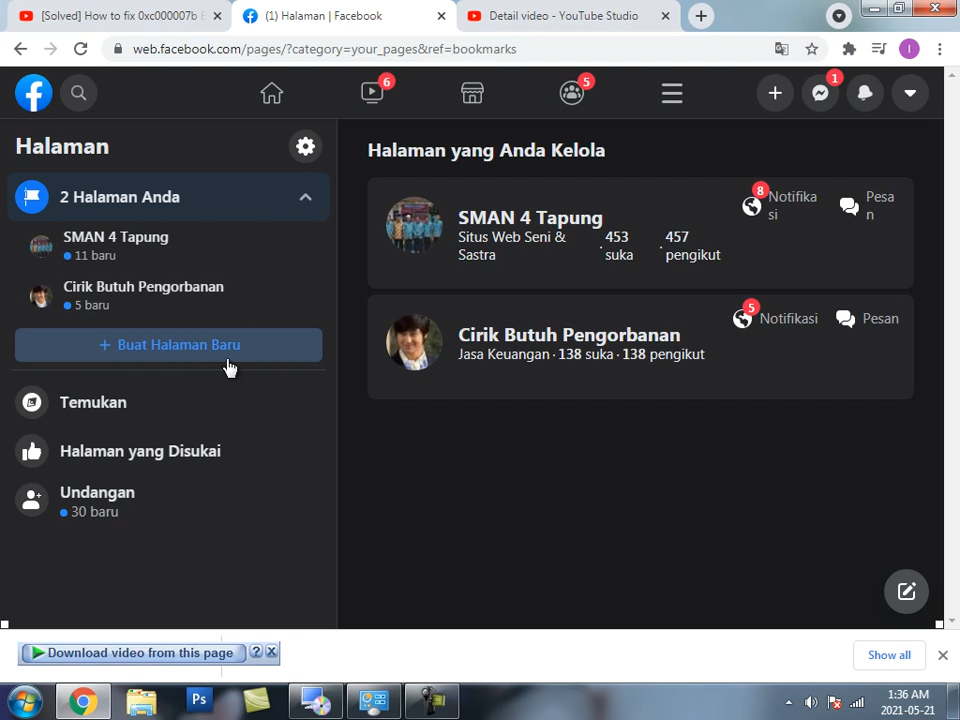 [Solved] How to fix 0xc000007b E
(1) Halaman | Facebook
Detail video - YouTube Studio
web.facebook.com/pages/?category=your_pages&ref=bookmarks
I
6
5
1
Halaman
2 Halaman Anda
SMAN 4 Tapung
11 baru
Cirik Butuh Pengorbanan
5 baru
+ Buat Halaman Baru
Temukan
Halaman yang Disukai
Undangan
30 baru
Halaman yang Anda Kelola
SMAN 4 Tapung
Situs Web Seni &
Sastra
· 453
suka
· 457
pengikut
8
Notifika
si
Pesa
n
Cirik Butuh Pengorbanan
Jasa Keuangan · 138 suka · 138 pengikut
5
Notifikasi
Pesan
Download video from this page
?
Show all
Ps
1:36 AM
2021-05-21